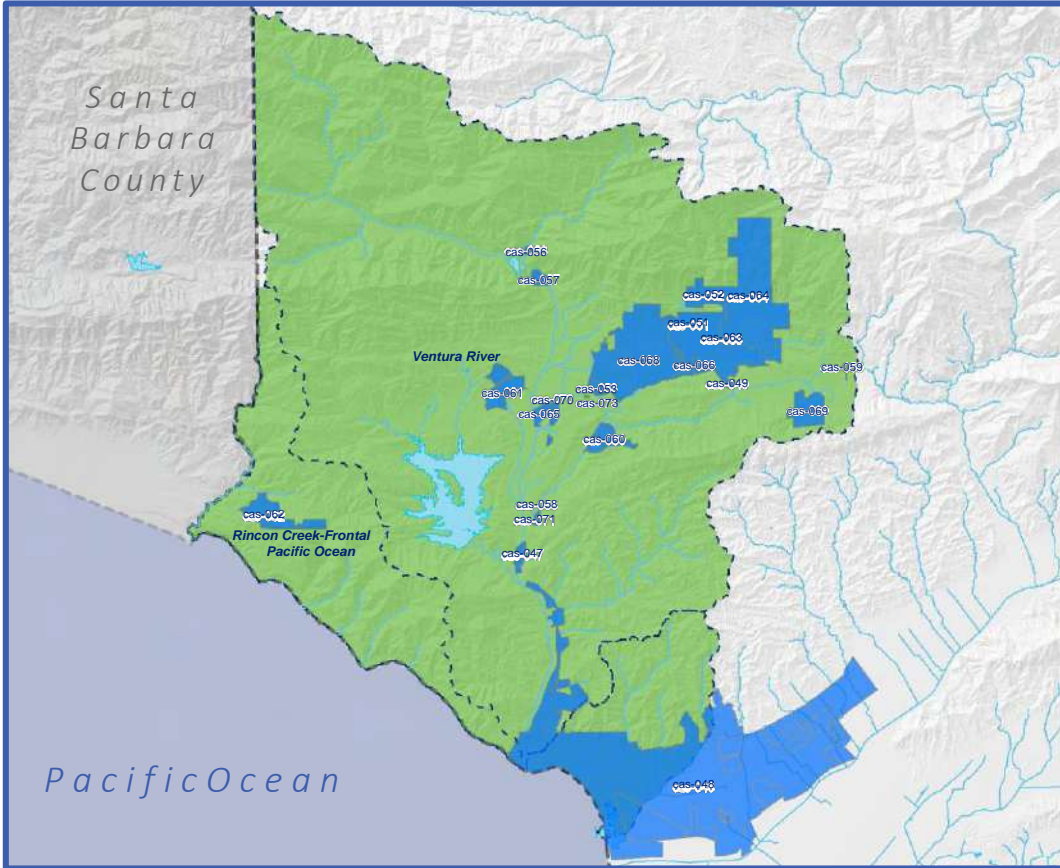 Santa
Barbara
County
cas-056
cas-057
cas-052
cas-064
cas-051
cas-063
Ventura River
cas-068
cas-066
cas-059
cas-049
cas-053
cas-061
cas-070
cas-073
cas-065
cas-069
cas-060
cas-058
cas-062
cas-071
Rincon Creek-Frontal
Pacific Ocean
cas-047
Pacific Ocean
cas-048